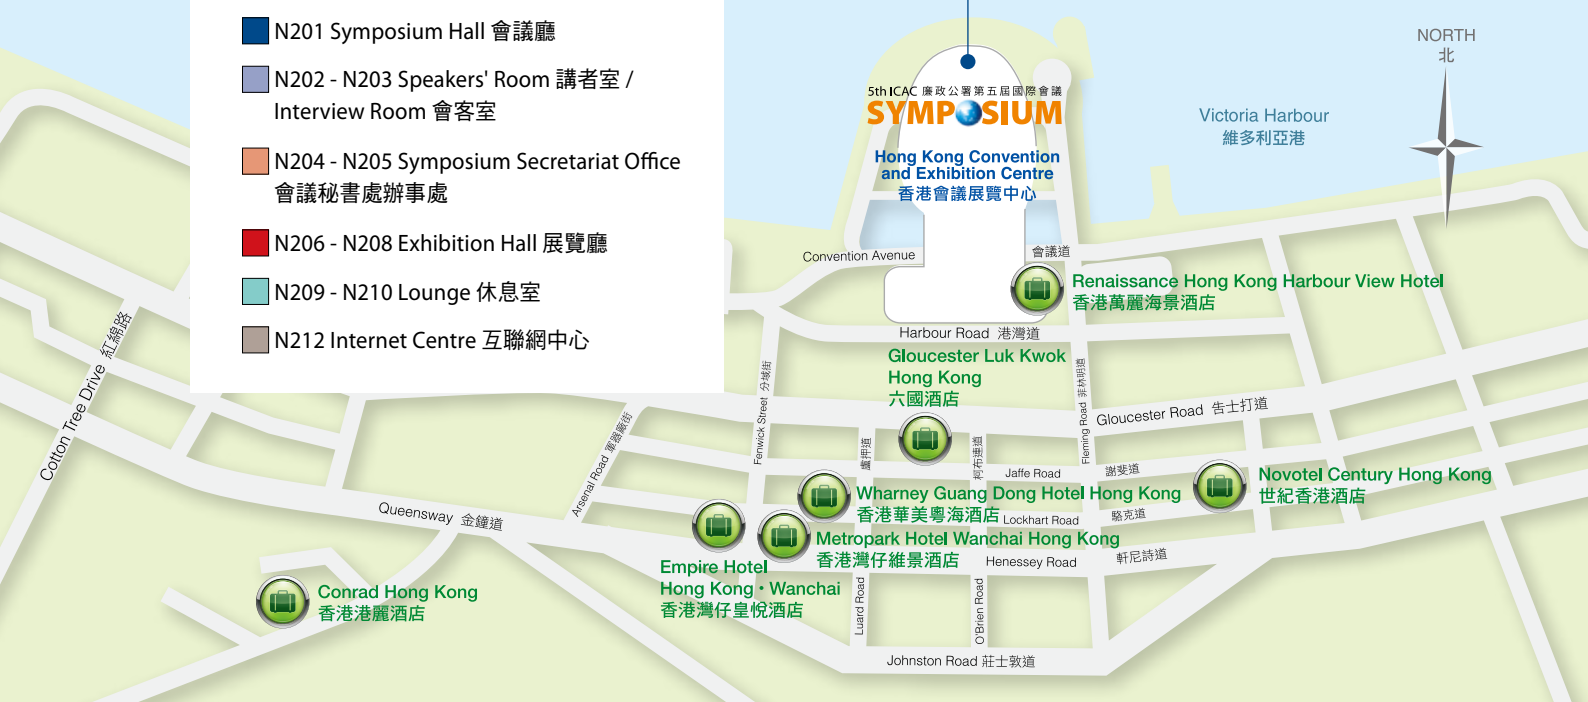 N201 Symposium Hall 會議廳
N202 - N203 Speakers' Room 講者室 /
Interview Room 會客室
N204 - N205 Symposium Secretariat Office
會議秘書處辦事處
N206 - N208 Exhibition Hall 展覽廳
N209 - N210 Lounge 休息室
N212 Internet Centre 互聯網中心
5th ICAC 廉政公署第五屆國際會議
SYMPOSIUM
Hong Kong Convention
and Exhibition Centre
香港會議展覽中心
NORTH
北
Victoria Harbour
維多利亞港
Convention Avenue
會議道
Renaissance Hong Kong Harbour View Hotel
香港萬麗海景酒店
Harbour Road 港灣道
Gloucester Luk Kwok
Hong Kong
六國酒店
Cotton Tree Drive 紅綿路
Fenwick Street 分域街
Fleming Road 菲林明道
Gloucester Road 告士打道
Arsenal Road 軍器廠街
盧押道
柯布連道
Jaffe Road
謝斐道
Novotel Century Hong Kong
世紀香港酒店
Wharney Guang Dong Hotel Hong Kong
香港華美粵海酒店
Lockhart Road
駱克道
Queensway 金鐘道
Metropark Hotel Wanchai Hong Kong
香港灣仔維景酒店
Henessey Road
軒尼詩道
Empire Hotel
Hong Kong・Wanchai
香港灣仔皇悅酒店
Conrad Hong Kong
香港港麗酒店
Luard Road
O'Brien Road
Johnston Road 莊士敦道